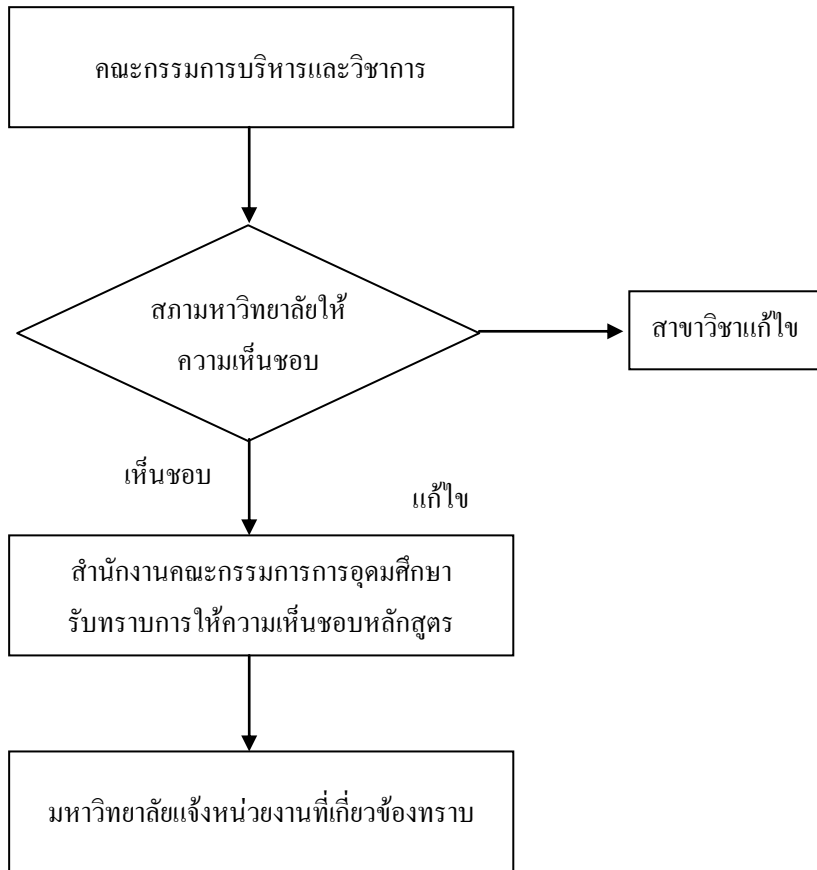 คณะกรรมการบริหารและวิชาการ
สภามหาวิทยาลัยให้
ความเห็นชอบ
สาขาวิชาแก้ไข
เห็นชอบ
แก้ไข
สำนักงานคณะกรรมการการอุดมศึกษา
รับทราบการให้ความเห็นชอบหลักสูตร
มหาวิทยาลัยแจ้งหน่วยงานที่เกี่ยวข้องทราบ